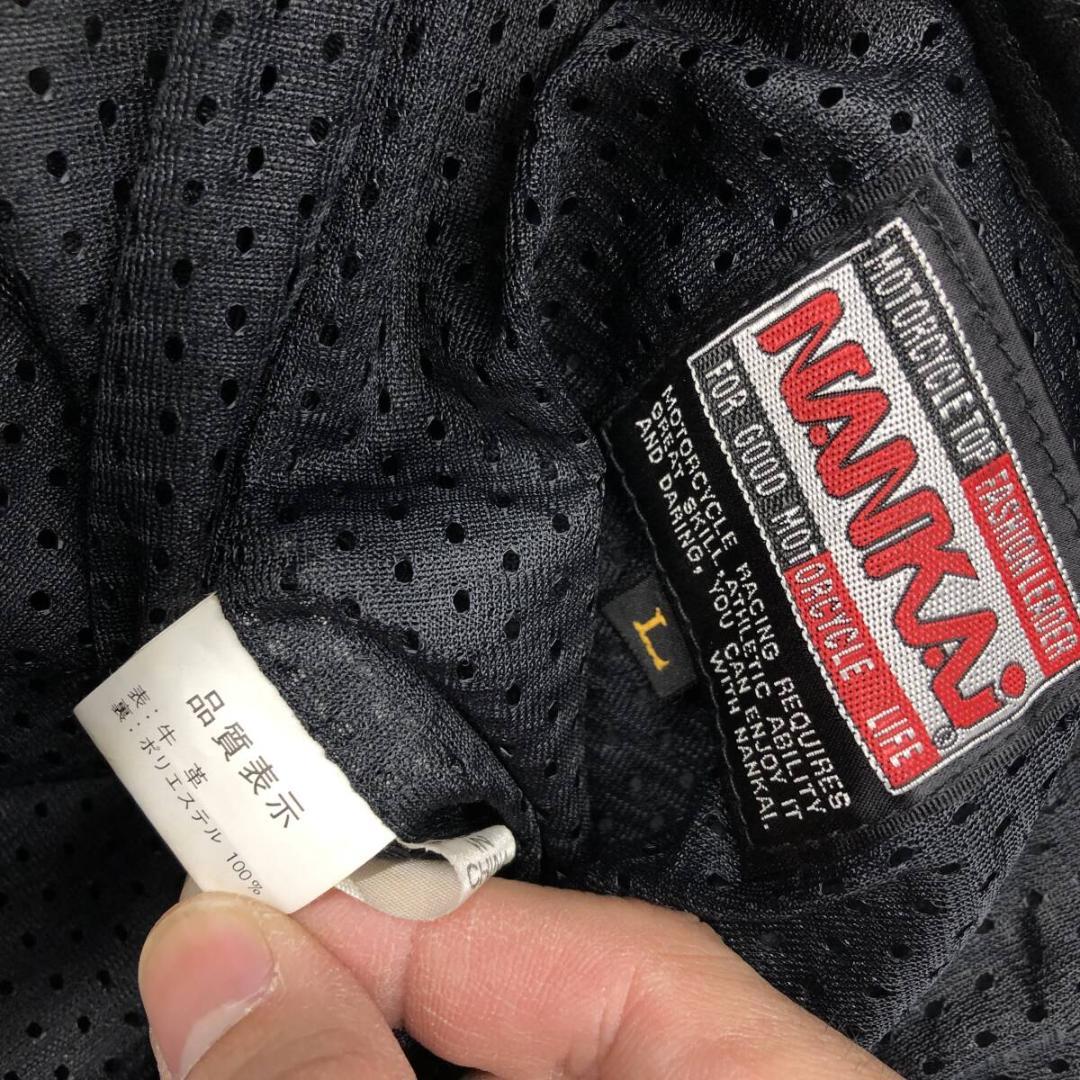 MOTORCYCLE TOP FASHION LEADER
NANKAI
FOR GOOD MOTORCYCLE LIFE
MOTORCYCLE RACING REQUIRES
GREAT SKILL, ATHLETIC ABILITY
AND DARING, YOU CAN ENJOY IT
WITH NANKAI.
L
品質表示
表:牛 革
裏:ポリエステル 100%